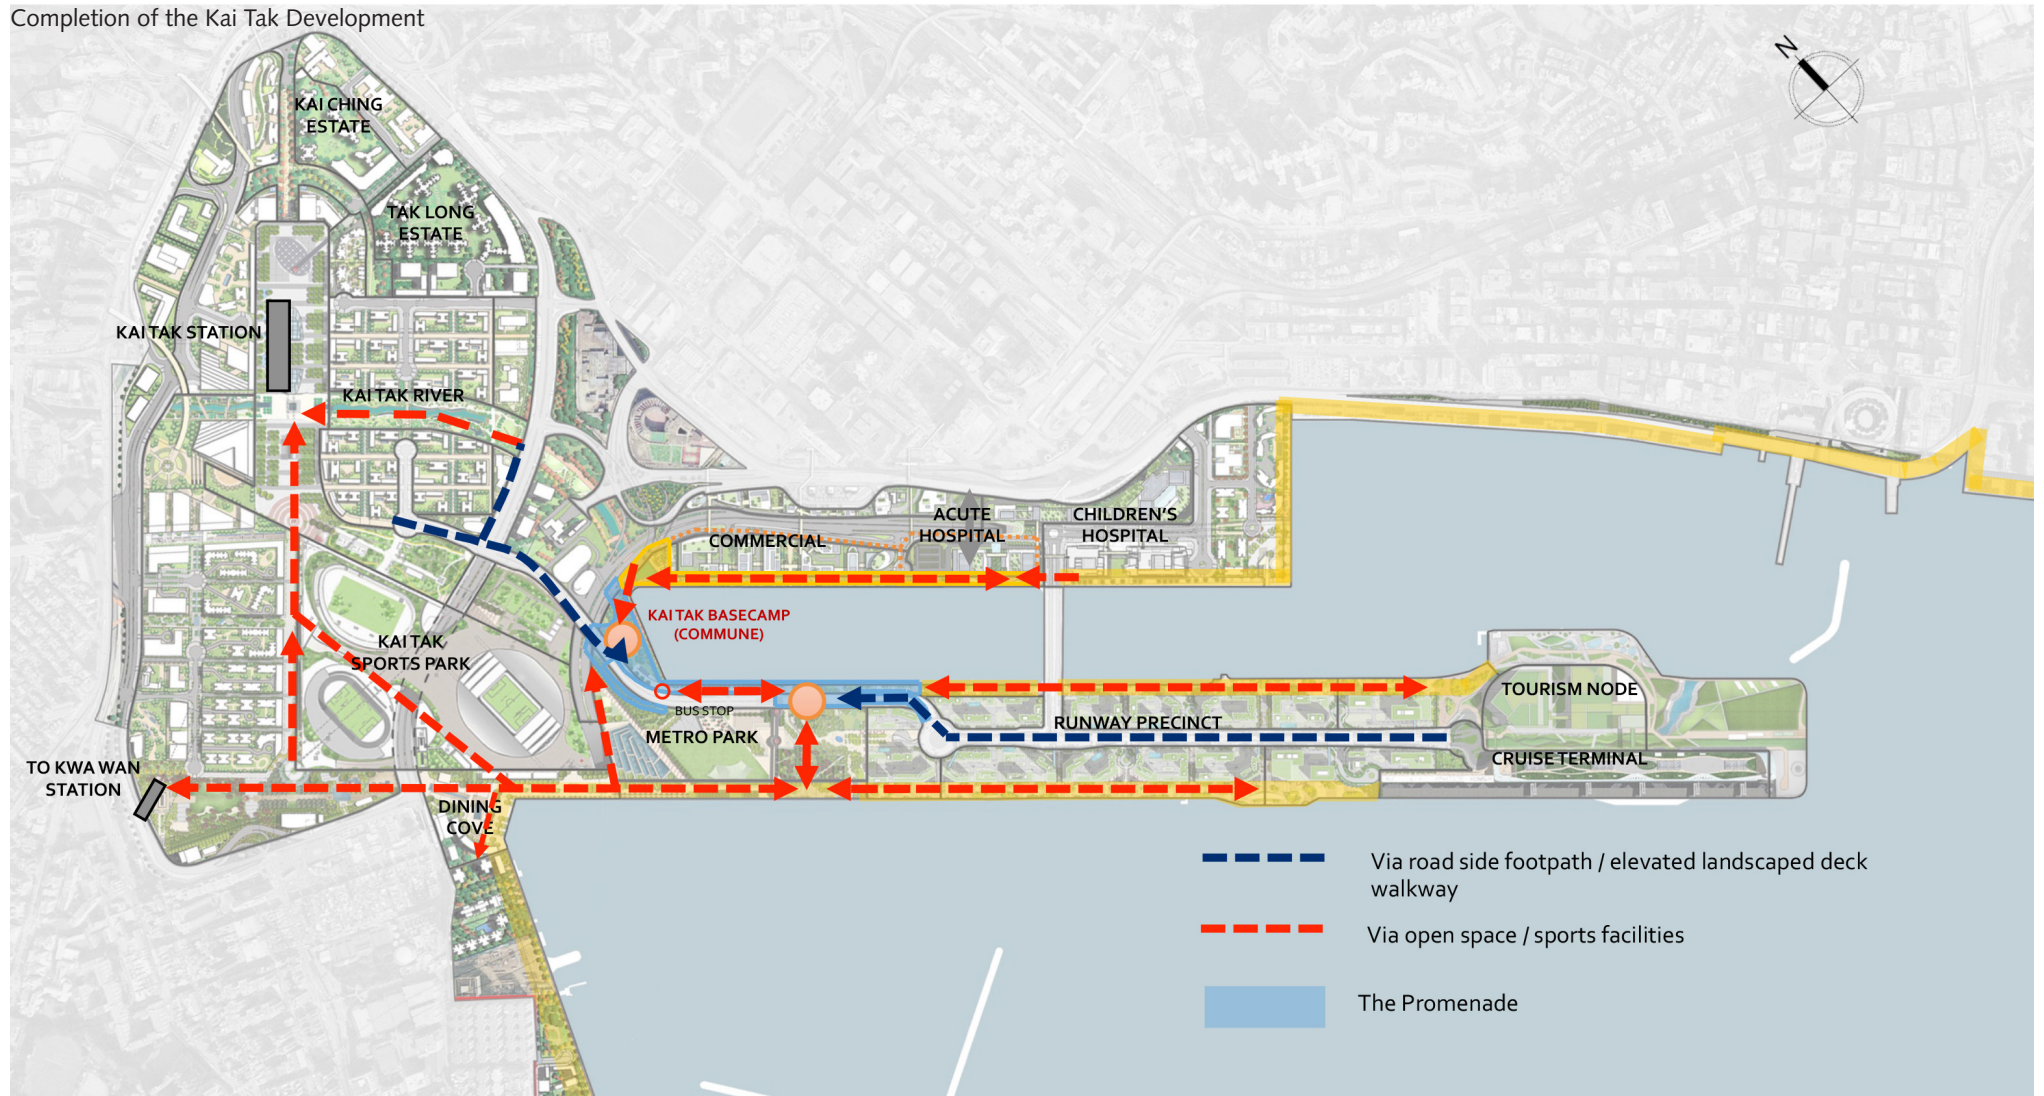 Completion of the Kai Tak Development
N
KAI CHING
ESTATE
TAK LONG
ESTATE
KAI TAK STATION
KAI TAK RIVER
COMMERCIAL
ACUTE
HOSPITAL
CHILDREN'S
HOSPITAL
KAI TAK BASECAMP
(COMMUNE)
KAI TAK
SPORTS PARK
BUS STOP
METRO PARK
RUNWAY PRECINCT
TOURISM NODE
CRUISE TERMINAL
TO KWA WAN
STATION
DINING
COVE
Via road side footpath / elevated landscaped deck
walkway
Via open space / sports facilities
The Promenade